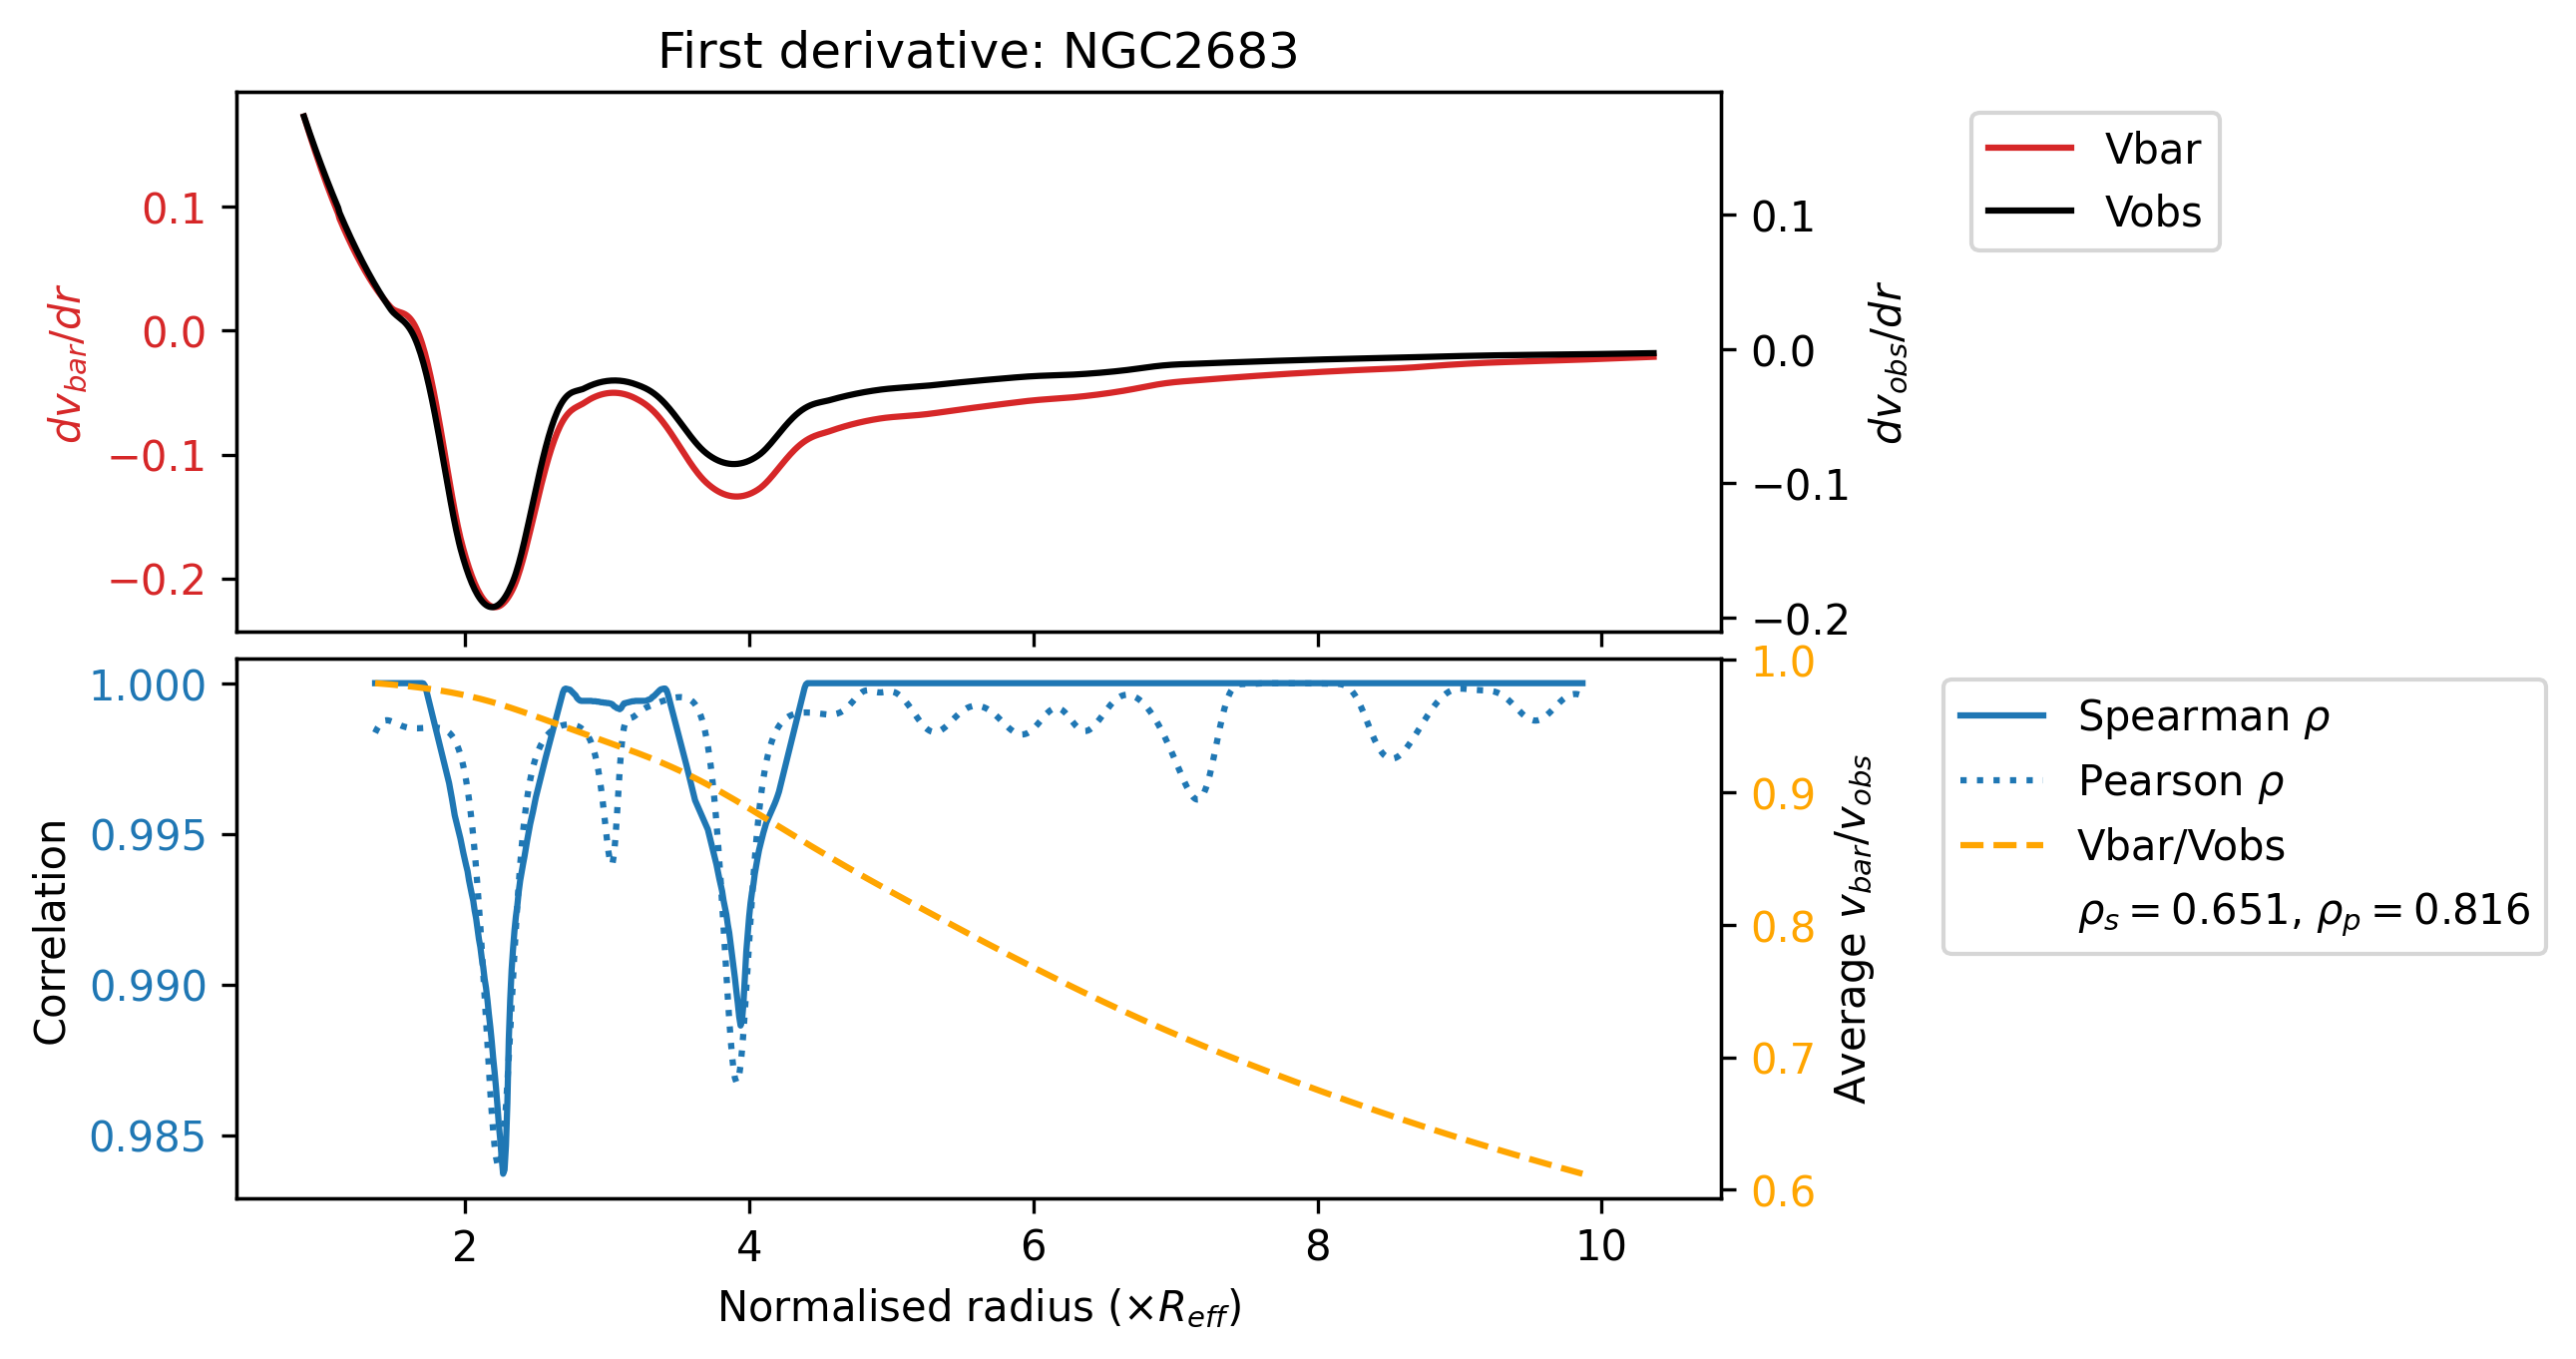 First derivative: NGC2683
0.1
0.0
−0.1
−0.2
dv_bar/dr
0.1
0.0
−0.1
−0.2
dv_obs/dr
Vbar
Vobs
1.000
0.995
0.990
0.985
Correlation
1.0
0.9
0.8
0.7
0.6
Average v_bar/v_obs
Spearman ρ
Pearson ρ
Vbar/Vobs
ρ_s = 0.651, ρ_p = 0.816
2 4 6 8 10
Normalised radius (×R_eff)